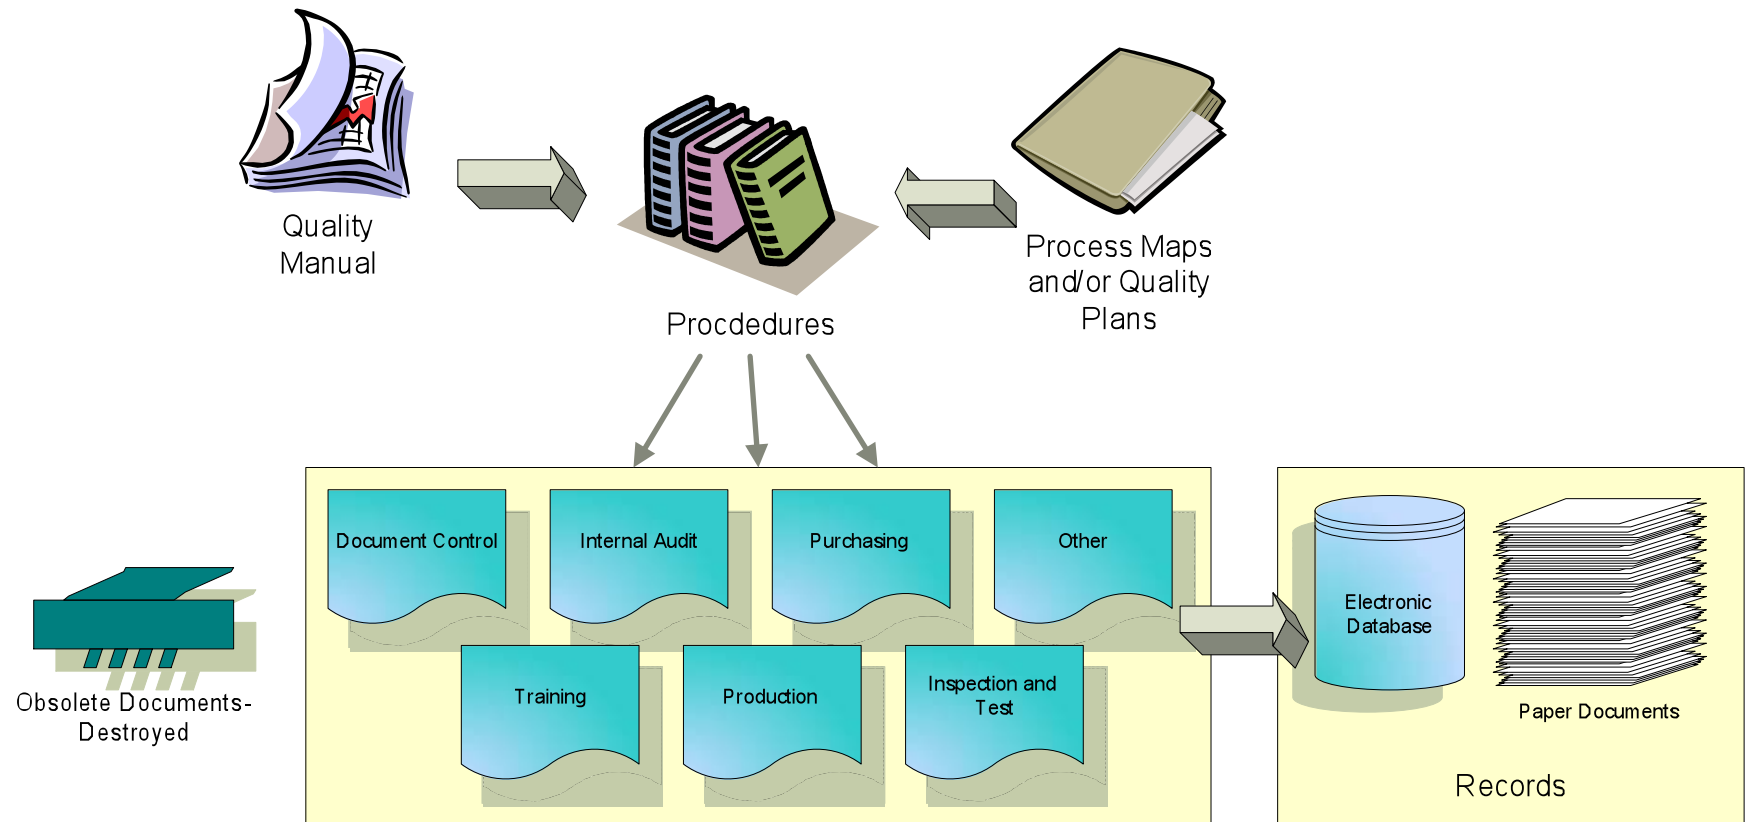 Quality
Manual
Procdedures
Process Maps
and/or Quality
Plans
Document Control
Internal Audit
Purchasing
Other
Training
Production
Inspection and
Test
Obsolete Documents-
Destroyed
Electronic
Database
Paper Documents
Records